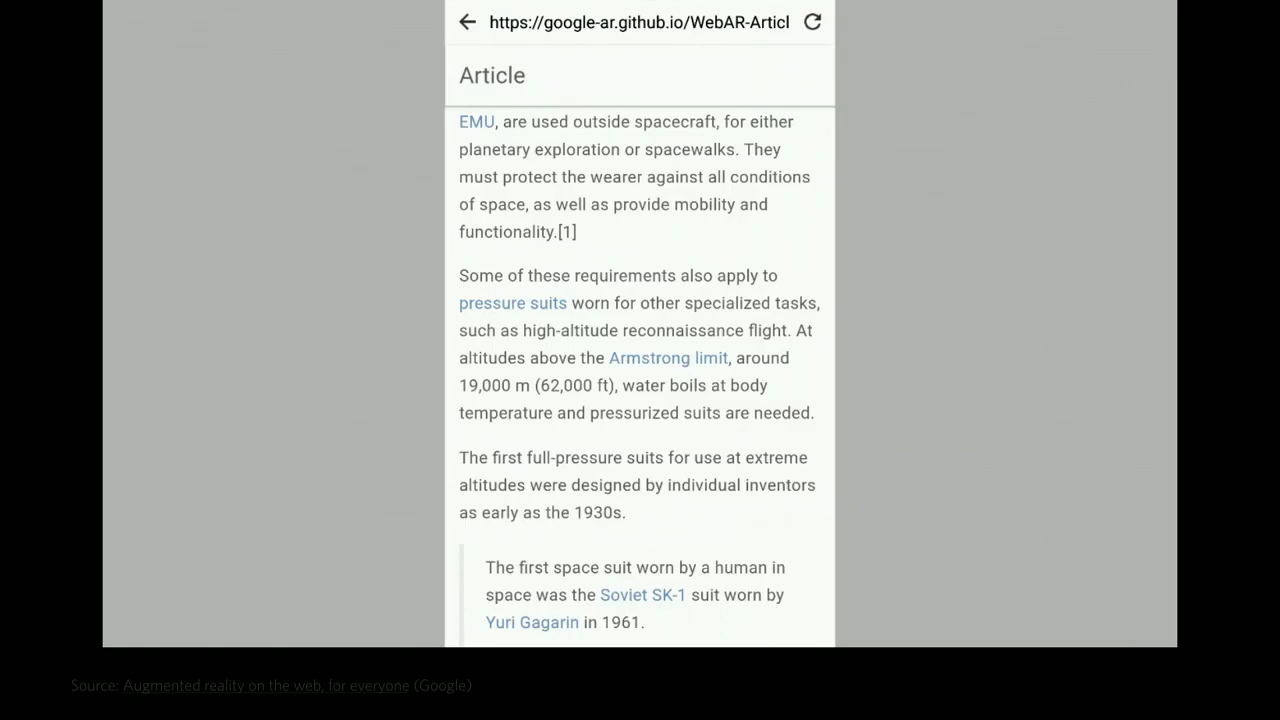 https://google-ar.github.io/WebAR-Articl
Article
EMU, are used outside spacecraft, for either
planetary exploration or spacewalks. They
must protect the wearer against all conditions
of space, as well as provide mobility and
functionality.[1]
Some of these requirements also apply to
pressure suits worn for other specialized tasks,
such as high-altitude reconnaissance flight. At
altitudes above the Armstrong limit, around
19,000 m (62,000 ft), water boils at body
temperature and pressurized suits are needed.
The first full-pressure suits for use at extreme
altitudes were designed by individual inventors
as early as the 1930s.
The first space suit worn by a human in
space was the Soviet SK-1 suit worn by
Yuri Gagarin in 1961.
Source: Augmented reality on the web, for everyone (Google)